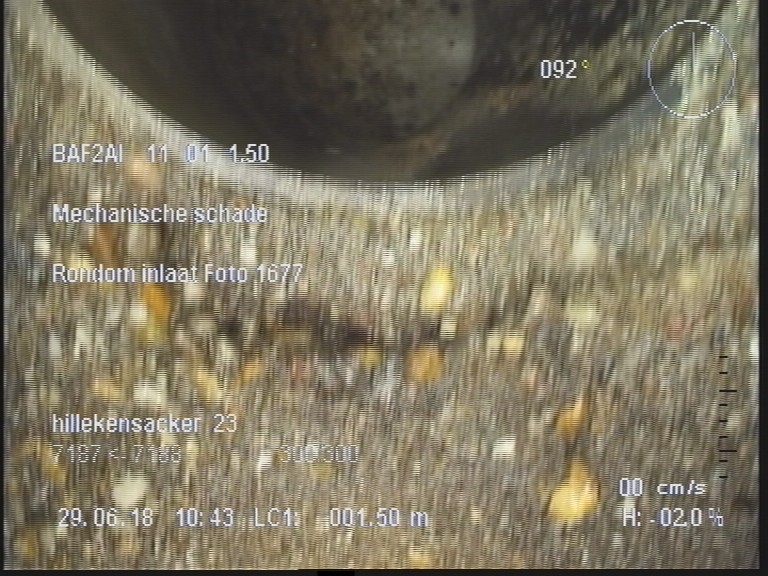 092°
BAF2AI 11 01 1.50
Mechanische schade
Rondom inlaat Foto 1677
hillekensacker 23
7187 <- 7188 300/300
00 cm/s
29.06.18 10:43 LC1: 001.50 m H: -02.0 %